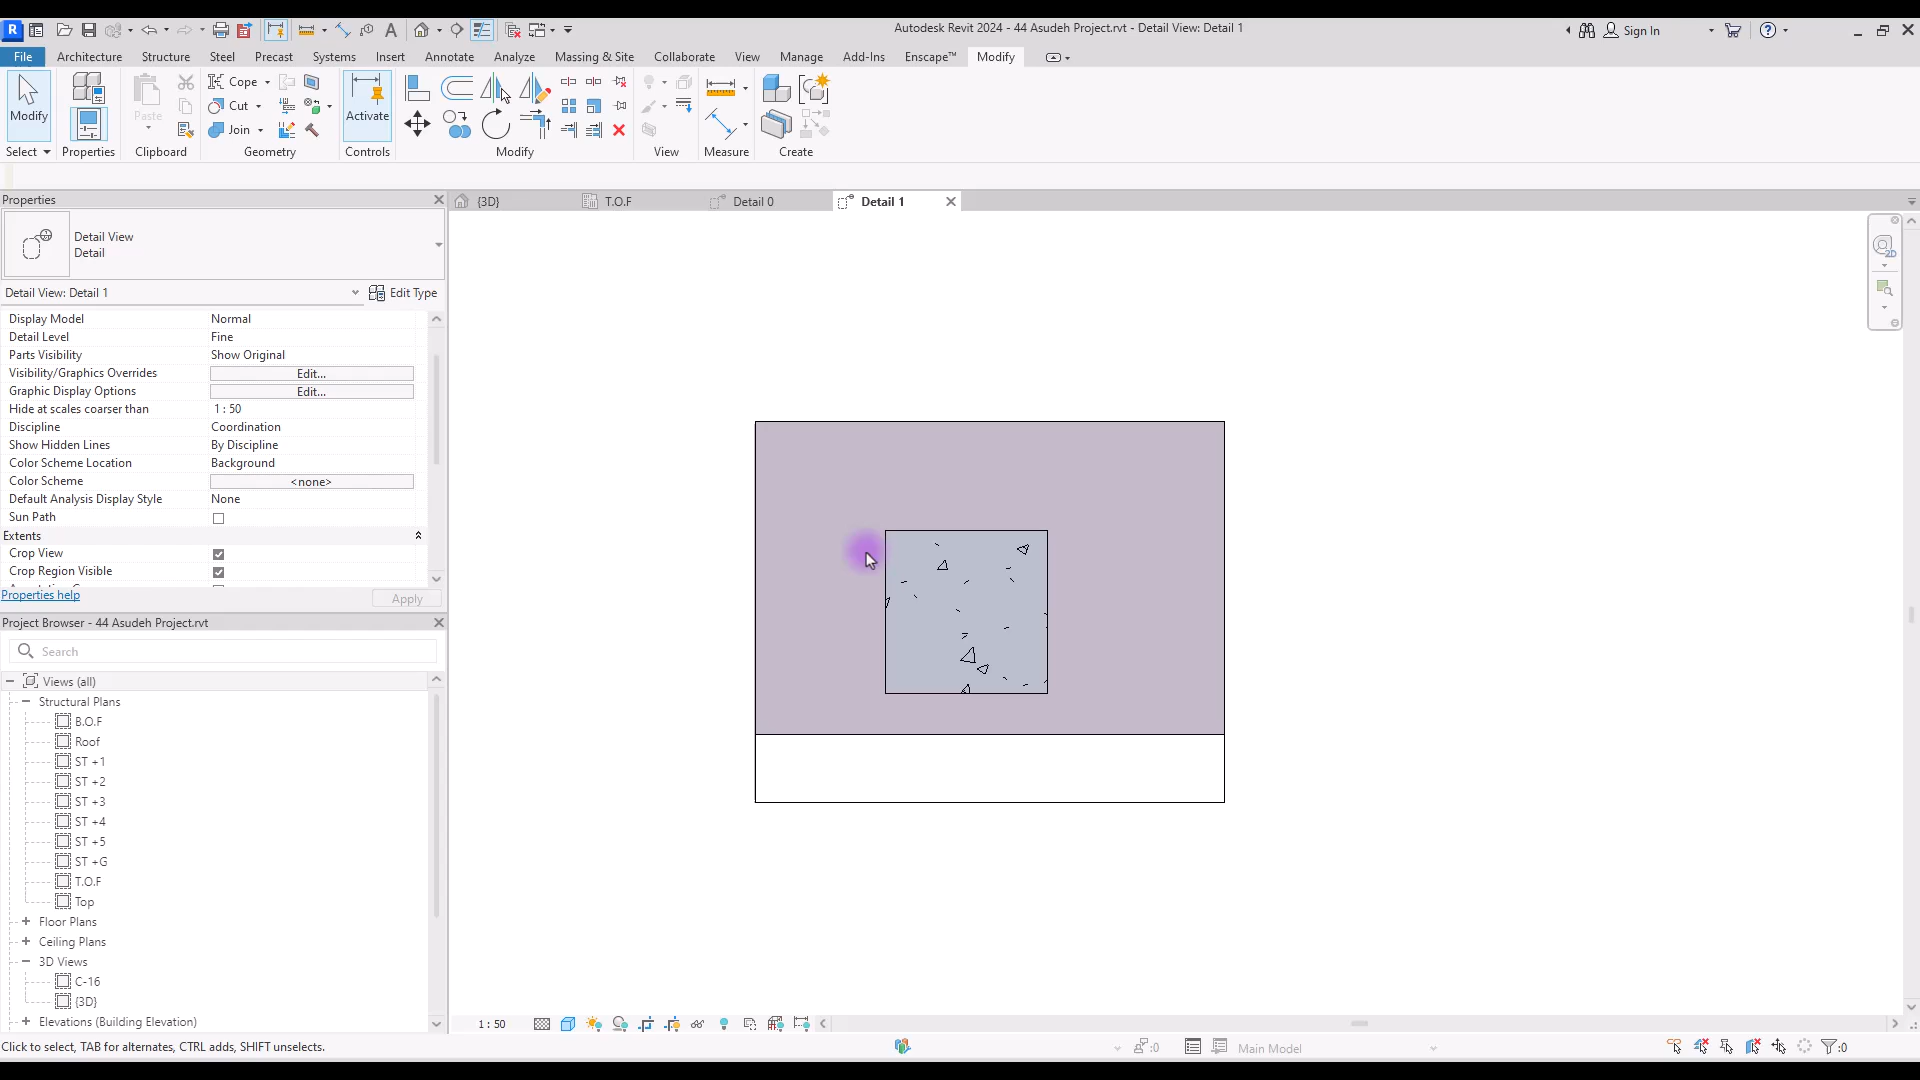 Autodesk Revit 2024 - 44 Asudeh Project.rvt - Detail View: Detail 1
Sign In
File
Architecture
Structure
Steel
Precast
Systems
Insert
Annotate
Analyze
Massing & Site
Collaborate
View
Manage
Add-Ins
Enscape™
Modify
Modify
Paste
Cope
Cut
Join
Activate
Select
Properties
Clipboard
Geometry
Controls
Modify
View
Measure
Create
Properties
{3D}
T.O.F
Detail 0
Detail 1
Detail View
Detail
Detail View: Detail 1
Edit Type
Display Model Normal
Detail Level Fine
Parts Visibility Show Original
Visibility/Graphics Overrides Edit...
Graphic Display Options Edit...
Hide at scales coarser than 1 : 50
Discipline Coordination
Show Hidden Lines By Discipline
Color Scheme Location Background
Color Scheme <none>
Default Analysis Display Style None
Sun Path
Extents
Crop View
Crop Region Visible
Properties help
Apply
Project Browser - 44 Asudeh Project.rvt
Search
Views (all)
Structural Plans
B.O.F
Roof
ST +1
ST +2
ST +3
ST +4
ST +5
ST +G
T.O.F
Top
Floor Plans
Ceiling Plans
3D Views
C-16
{3D}
Elevations (Building Elevation)
2D
1 : 50
Click to select, TAB for alternates, CTRL adds, SHIFT unselects.
:0
Main Model
:0